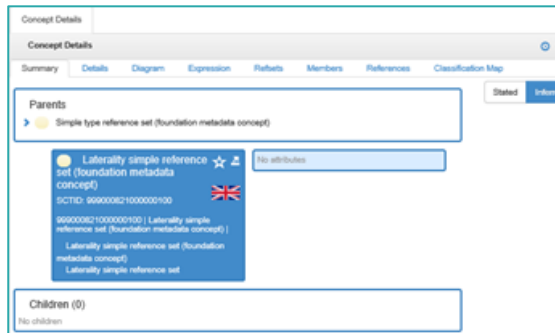 Concept Details
Concept Details
Summary Details Diagram Expression Refsets Members References Classification Map
Parents
Stated
Simple type reference set (foundation metadata concept)
Laterality simple reference set (foundation metadata concept)
No attributes
SCTID: 999000821000000100
999000821000000100 | Laterality simple reference set (foundation metadata concept) |
Laterality simple reference set (foundation metadata concept)
Laterality simple reference set
Children (0)
No children